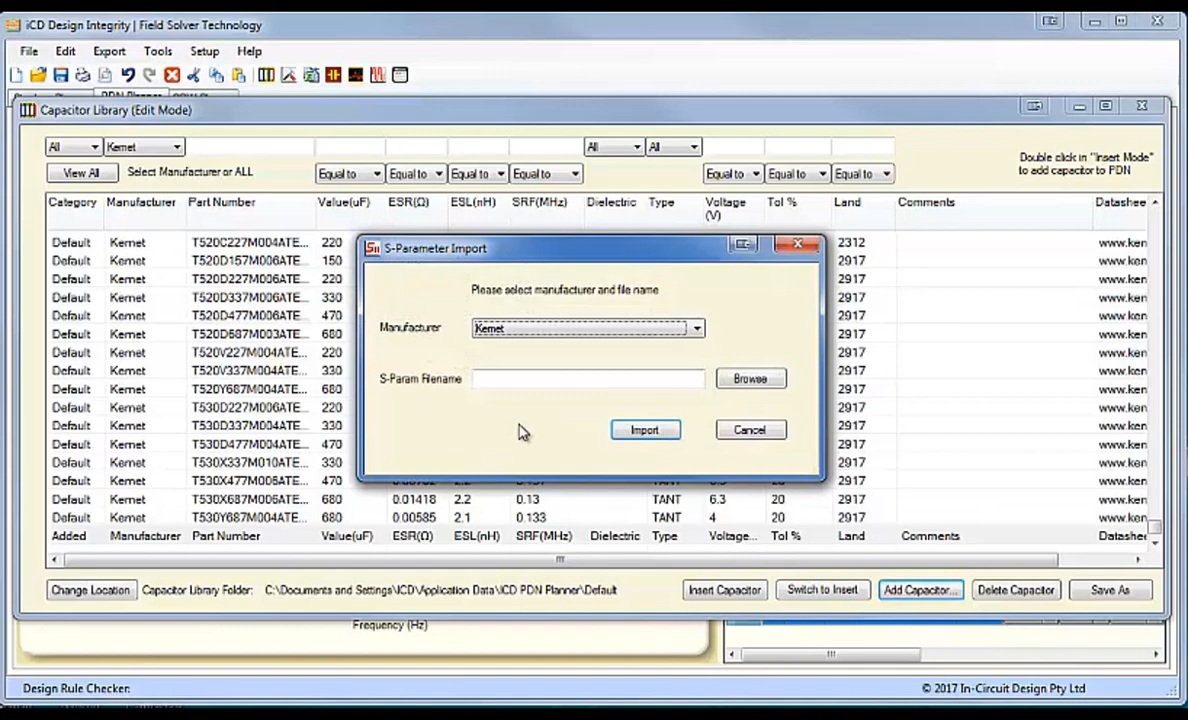 iCD Design Integrity | Field Solver Technology
File Edit Export Tools Setup Help
Capacitor Library (Edit Mode)
All Kemet All All
View All Select Manufacturer or ALL Equal to Equal to Equal to Equal to Equal to Equal to Equal to
Double click in "Insert Mode"
to add capacitor to PDN
Category Manufacturer Part Number Value(uF) ESR(Ω) ESL(nH) SRF(MHz) Dielectric Type Voltage (V) Tol % Land Comments Datashee
Default Kemet T520C227M004ATE... 220 2312 www.ken
Default Kemet T520D157M006ATE... 150 2917 www.ken
Default Kemet T520D227M006ATE... 220 2917 www.ken
Default Kemet T520D337M006ATE... 330 2917 www.ken
Default Kemet T520D477M006ATE... 470 2917 www.ken
Default Kemet T520D687M003ATE... 680 2917 www.ken
Default Kemet T520V227M004ATE... 220 2917 www.ken
Default Kemet T520V337M004ATE... 330 2917 www.ken
Default Kemet T520Y687M004ATE... 680 2917 www.ken
Default Kemet T530D227M006ATE... 220 2917 www.ken
Default Kemet T530D337M006ATE... 330 2917 www.ken
Default Kemet T530D477M004ATE... 470 2917 www.ken
Default Kemet T530X337M010ATE... 330 2917 www.ken
Default Kemet T530X477M006ATE... 470 2917 www.ken
Default Kemet T530X687M004ATE... 680 0.01418 2.2 0.13 TANT 6.3 20 2917 www.ken
Default Kemet T530Y687M004ATE... 680 0.00585 2.1 0.133 TANT 4 20 2917 www.ken
Added Manufacturer Part Number Value(uF) ESR(Ω) ESL(nH) SRF(MHz) Dielectric Type Voltage... Tol % Land Comments Datashee
S-Parameter Import
Please select manufacturer and file name
Manufacturer Kemet
S-Param Filename Browse
Import Cancel
Change Location Capacitor Library Folder: C:\Documents and Settings\ICD\Application Data\ICD PDN Planner\Default Insert Capacitor Switch to Insert Add Capacitor... Delete Capacitor Save As
Frequency (Hz)
Design Rule Checker: © 2017 In-Circuit Design Pty Ltd